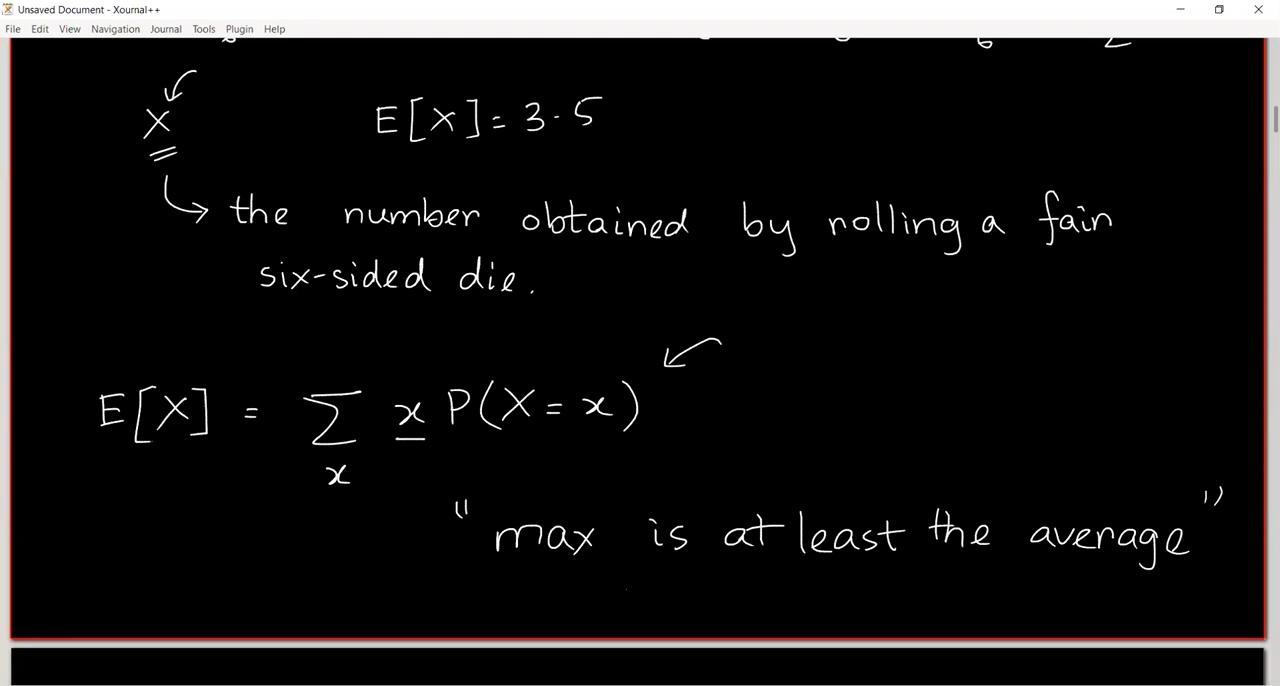 Unsaved Document - Xournal++
File Edit View Navigation Journal Tools Plugin Help
X E[X] = 3.5
the number obtained by rolling a fair
six-sided die.
E[X] = ∑ x P(X = x)
x
"max is at least the average"